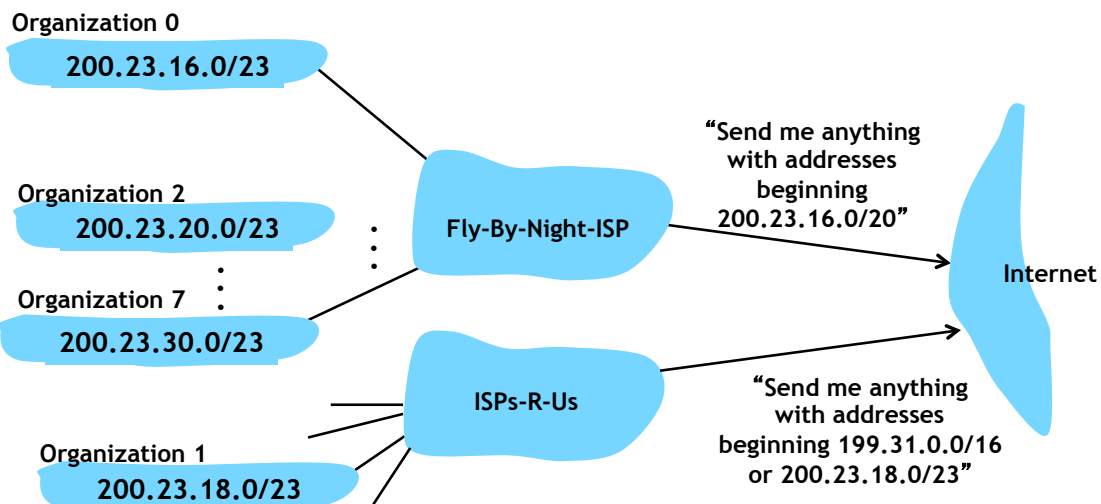 Organization 0
200.23.16.0/23
Organization 2
200.23.20.0/23
Organization 7
200.23.30.0/23
Fly-By-Night-ISP
“Send me anything
with addresses
beginning
200.23.16.0/20”
Internet
ISPs-R-Us
Organization 1
200.23.18.0/23
“Send me anything
with addresses
beginning 199.31.0.0/16
or 200.23.18.0/23”